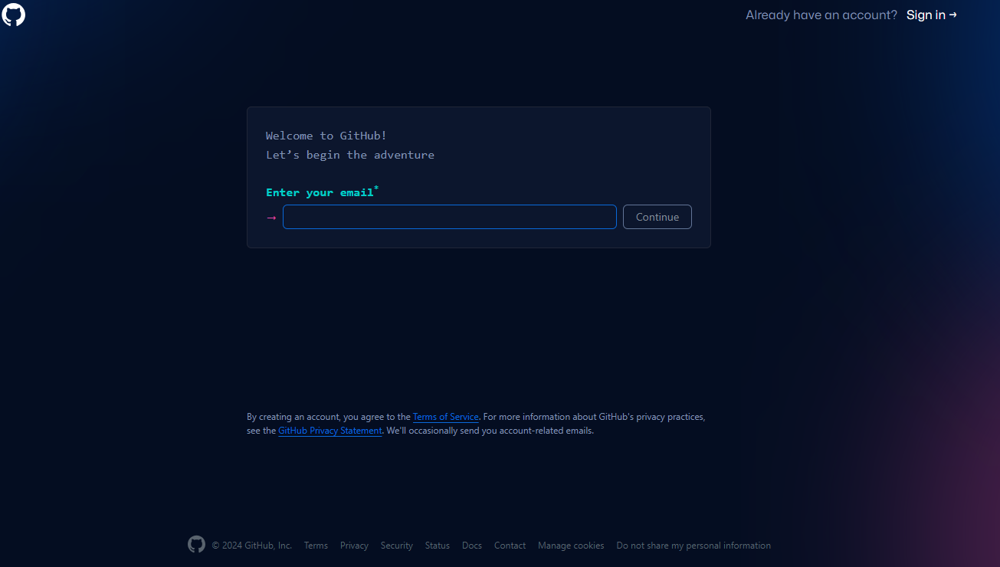 Already have an account? Sign in →
Welcome to GitHub!
Let’s begin the adventure
Enter your email*
→
Continue
By creating an account, you agree to the Terms of Service. For more information about GitHub's privacy practices,
see the GitHub Privacy Statement. We'll occasionally send you account-related emails.
© 2024 GitHub, Inc. Terms Privacy Security Status Docs Contact Manage cookies Do not share my personal information